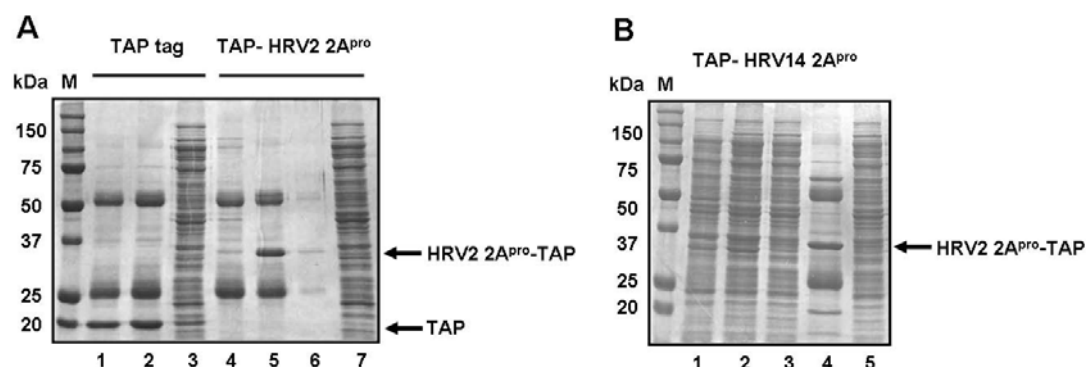 A
TAP tag TAP- HRV2 2Apro
kDa M
150
75
50
37
25
20
HRV2 2Apro-TAP
TAP
1 2 3 4 5 6 7
B
TAP- HRV14 2Apro
kDa M
150
75
50
37
25
20
HRV2 2Apro-TAP
1 2 3 4 5